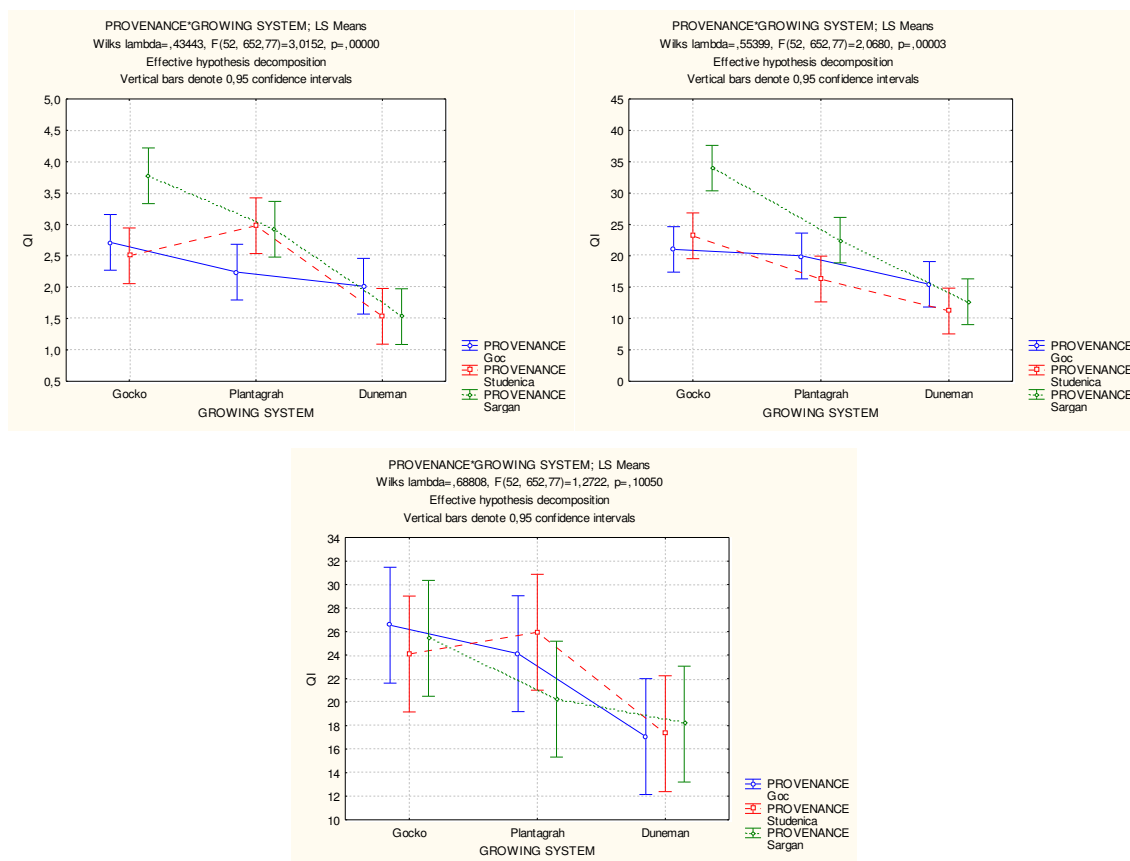 PROVENANCE*GROWING SYSTEM; LS Means
Wilks lambda=,43443, F(52, 652,77)=3,0152, p=,00000
Effective hypothesis decomposition
Vertical bars denote 0,95 confidence intervals
5,0
4,5
4,0
3,5
3,0
2,5
2,0
1,5
1,0
0,5
QI
Gocko Plantagrah Duneman
GROWING SYSTEM
PROVENANCE
Goc
PROVENANCE
Studenica
PROVENANCE
Sargan
PROVENANCE*GROWING SYSTEM; LS Means
Wilks lambda=,55399, F(52, 652,77)=2,0680, p=,00003
Effective hypothesis decomposition
Vertical bars denote 0,95 confidence intervals
45
40
35
30
25
20
15
10
5
0
QI
Gocko Plantagrah Duneman
GROWING SYSTEM
PROVENANCE
Goc
PROVENANCE
Studenica
PROVENANCE
Sargan
PROVENANCE*GROWING SYSTEM; LS Means
Wilks lambda=,68808, F(52, 652,77)=1,2722, p=,10050
Effective hypothesis decomposition
Vertical bars denote 0,95 confidence intervals
34
32
30
28
26
24
22
20
18
16
14
12
10
QI
Gocko Plantagrah Duneman
GROWING SYSTEM
PROVENANCE
Goc
PROVENANCE
Studenica
PROVENANCE
Sargan